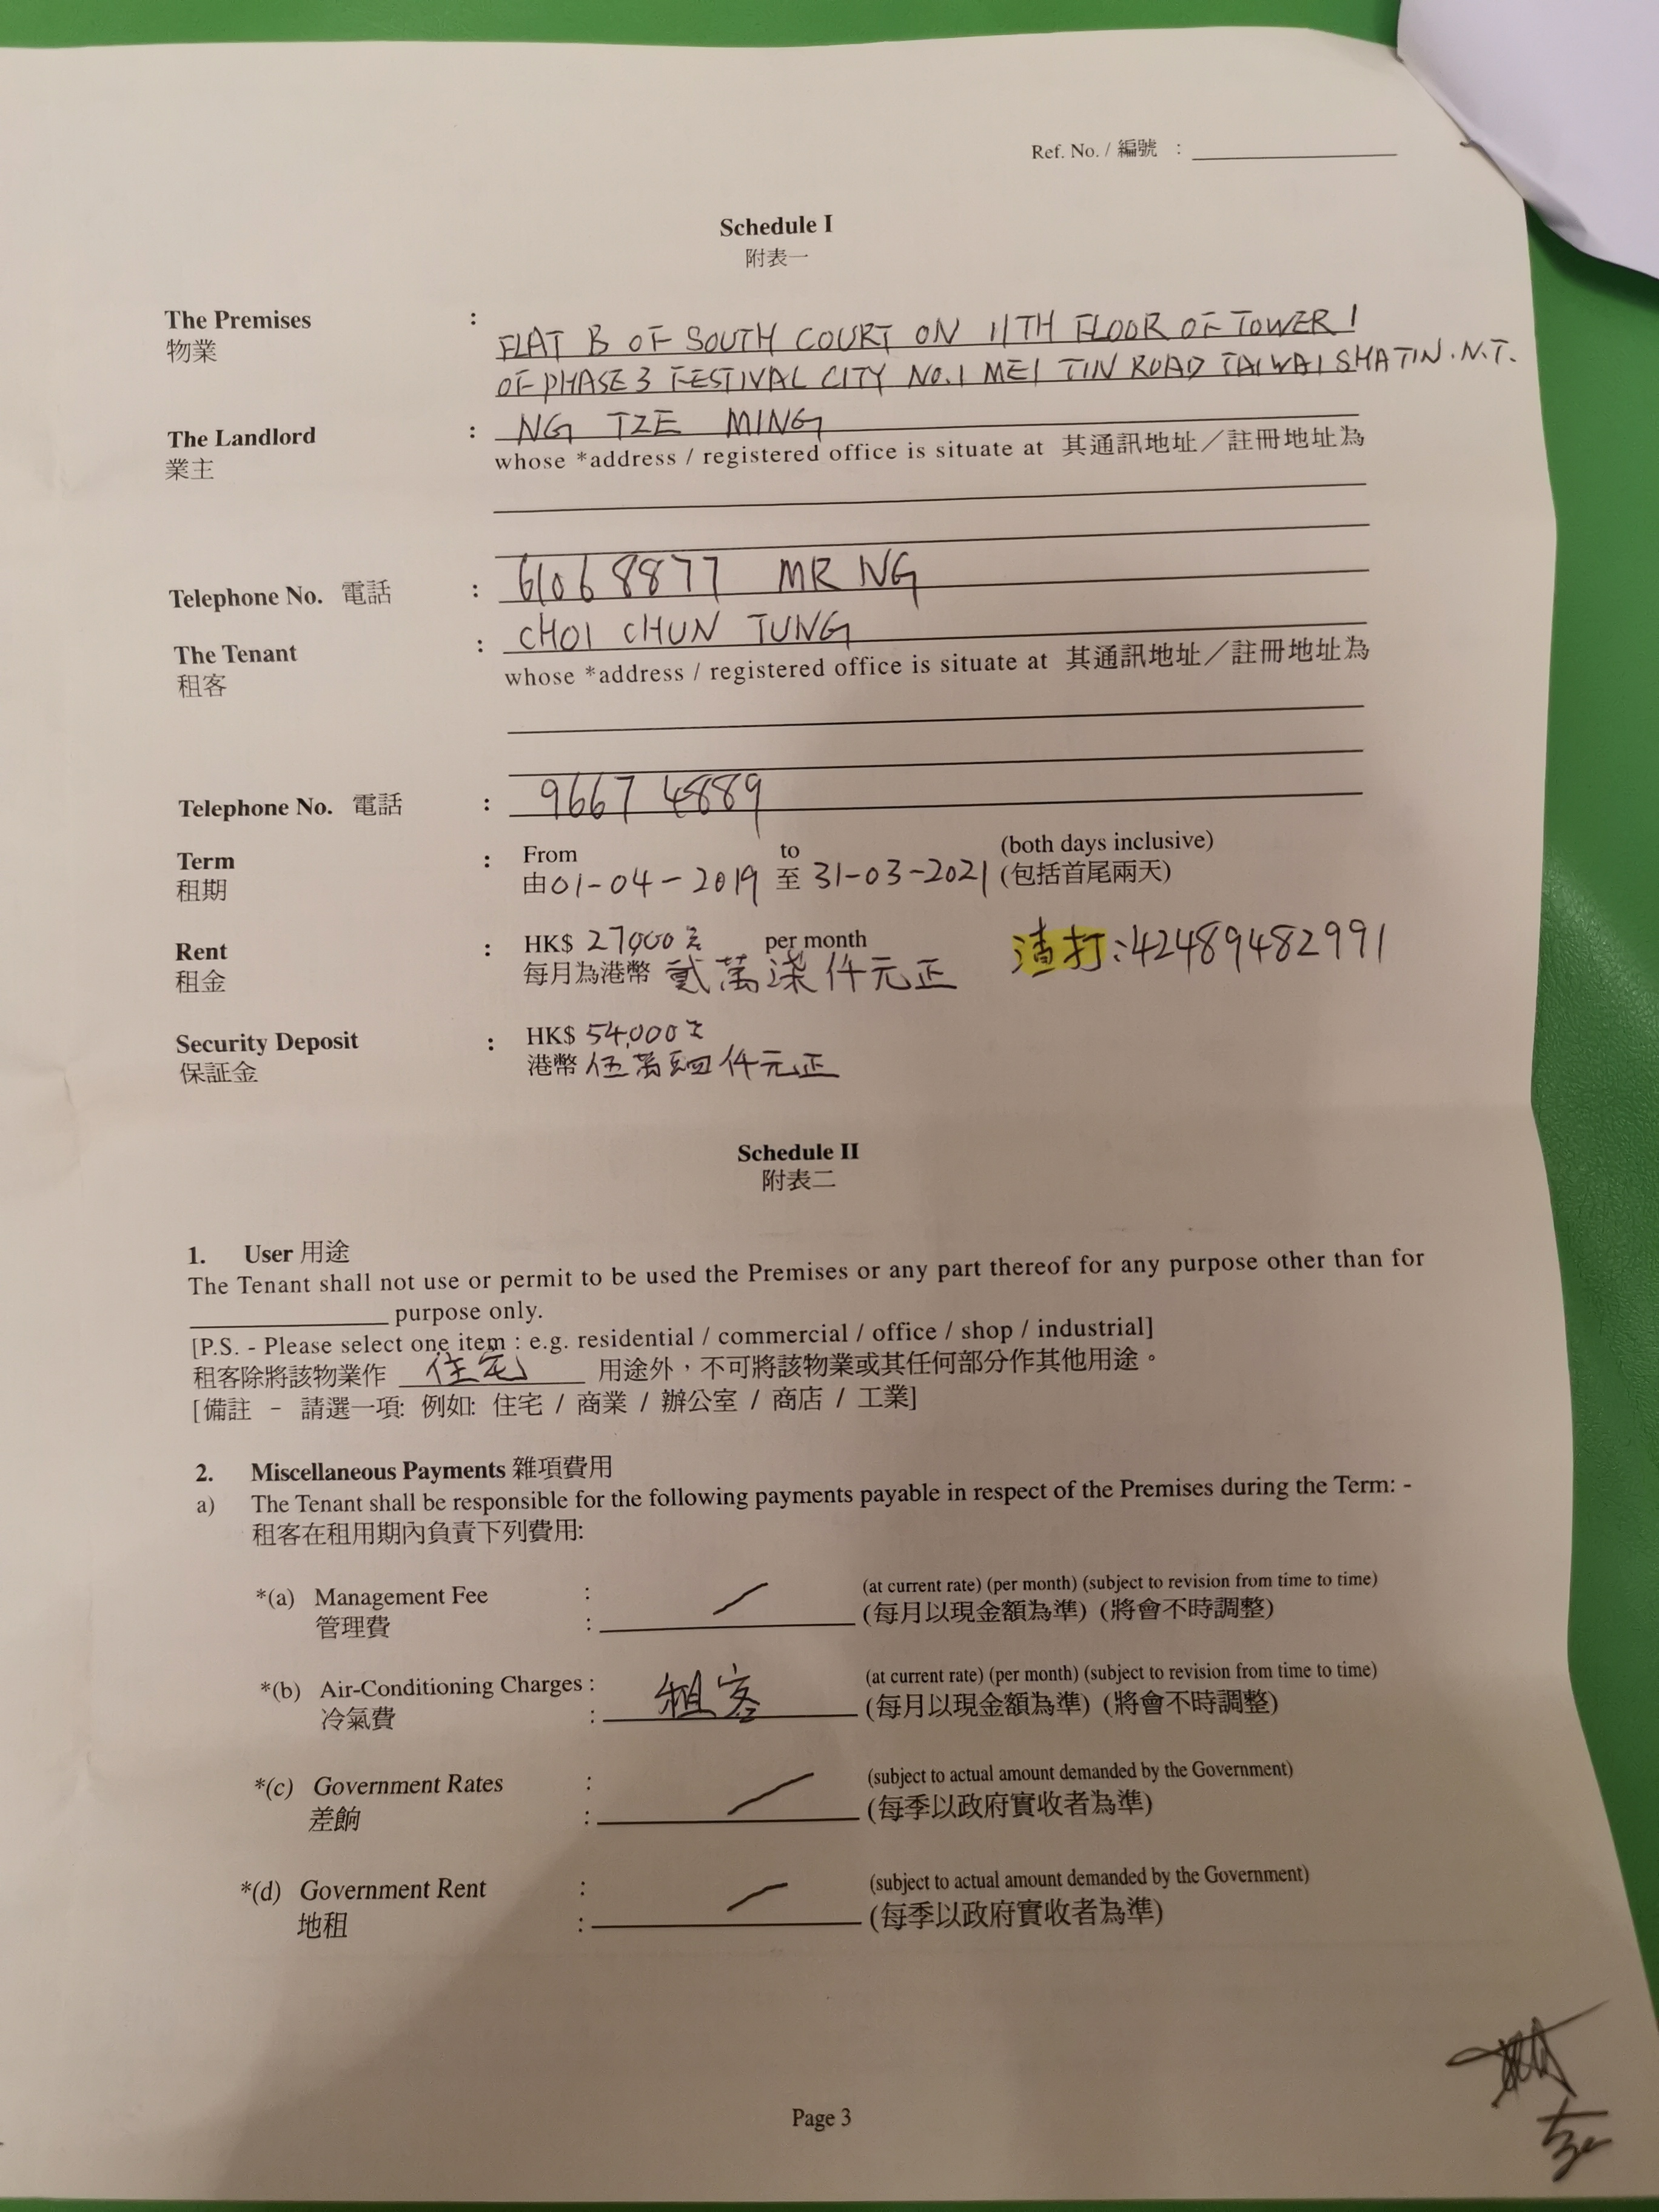 Ref. No. / 編號 : 
Schedule I
附表一
The Premises : FLAT B OF SOUTH COURT ON 11TH FLOOR OF TOWER 1
物業 OF PHASE 3 FESTIVAL CITY NO.1 MEI TIN ROAD TAI WAI SHATIN. N.T.
The Landlord : NG TZE MING
業主 whose *address / registered office is situate at 其通訊地址／註冊地址為
Telephone No. 電話 : 6106 8877 MR NG
The Tenant : CHOI CHUN TUNG
租客 whose *address / registered office is situate at 其通訊地址／註冊地址為
Telephone No. 電話 : 9667 4889
Term : From to (both days inclusive)
租期 由 01-04-2019 至 31-03-2021 (包括首尾兩天)
Rent : HK$ 27,000 per month 渣打:42489482991
租金 每月為港幣 貳萬柒仟元正
Security Deposit : HK$ 54,000
保証金 港幣 伍萬肆仟元正
Schedule II
附表二
1. User 用途
The Tenant shall not use or permit to be used the Premises or any part thereof for any purpose other than for
purpose only.
[P.S. - Please select one item : e.g. residential / commercial / office / shop / industrial]
租客除將該物業作 住宅 用途外，不可將該物業或其任何部分作其他用途。
[備註 - 請選一項: 例如: 住宅 / 商業 / 辦公室 / 商店 / 工業]
2. Miscellaneous Payments 雜項費用
a) The Tenant shall be responsible for the following payments payable in respect of the Premises during the Term: -
租客在租用期內負責下列費用:
*(a) Management Fee : (at current rate) (per month) (subject to revision from time to time)
管理費 : (每月以現金額為準) (將會不時調整)
*(b) Air-Conditioning Charges : 租客 (at current rate) (per month) (subject to revision from time to time)
冷氣費 : (每月以現金額為準) (將會不時調整)
*(c) Government Rates : (subject to actual amount demanded by the Government)
差餉 : (每季以政府實收者為準)
*(d) Government Rent : (subject to actual amount demanded by the Government)
地租 : (每季以政府實收者為準)
Page 3